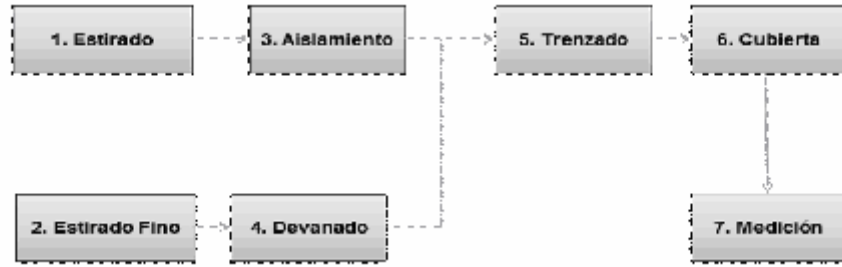 1. Estirado
3. Aislamiento
5. Trenzado
6. Cubierta
2. Estirado Fino
4. Devanado
7. Medición